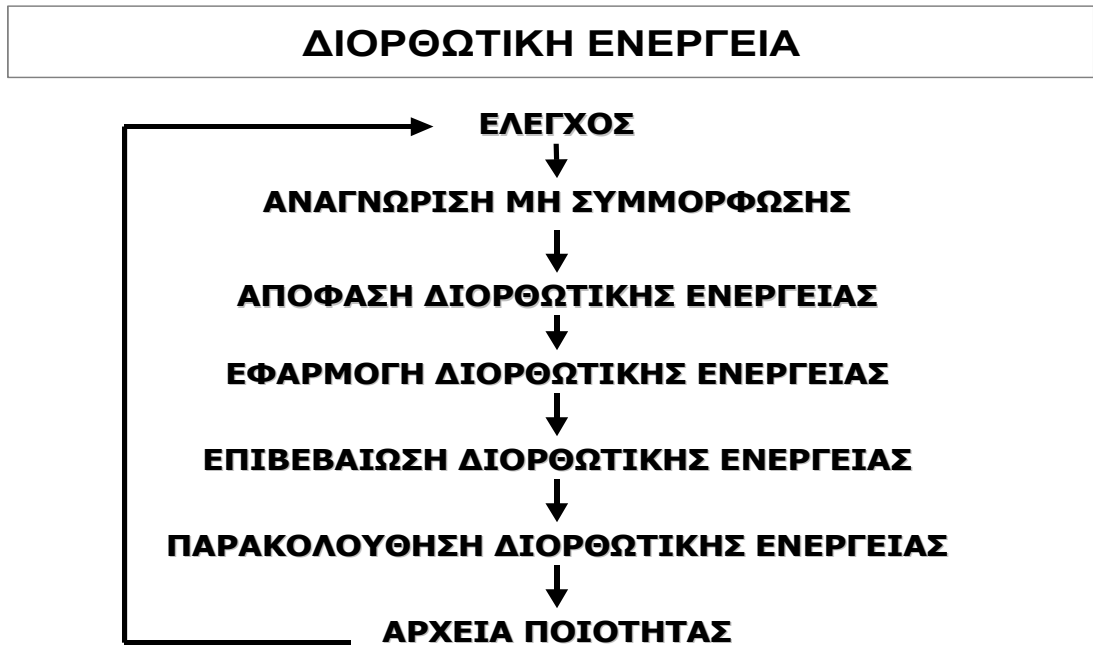 ΔΙΟΡΘΩΤΙΚΗ ΕΝΕΡΓΕΙΑ
ΕΛΕΓΧΟΣ
ΑΝΑΓΝΩΡΙΣΗ ΜΗ ΣΥΜΜΟΡΦΩΣΗΣ
ΑΠΟΦΑΣΗ ΔΙΟΡΘΩΤΙΚΗΣ ΕΝΕΡΓΕΙΑΣ
ΕΦΑΡΜΟΓΗ ΔΙΟΡΘΩΤΙΚΗΣ ΕΝΕΡΓΕΙΑΣ
ΕΠΙΒΕΒΑΙΩΣΗ ΔΙΟΡΘΩΤΙΚΗΣ ΕΝΕΡΓΕΙΑΣ
ΠΑΡΑΚΟΛΟΥΘΗΣΗ ΔΙΟΡΘΩΤΙΚΗΣ ΕΝΕΡΓΕΙΑΣ
ΑΡΧΕΙΑ ΠΟΙΟΤΗΤΑΣ